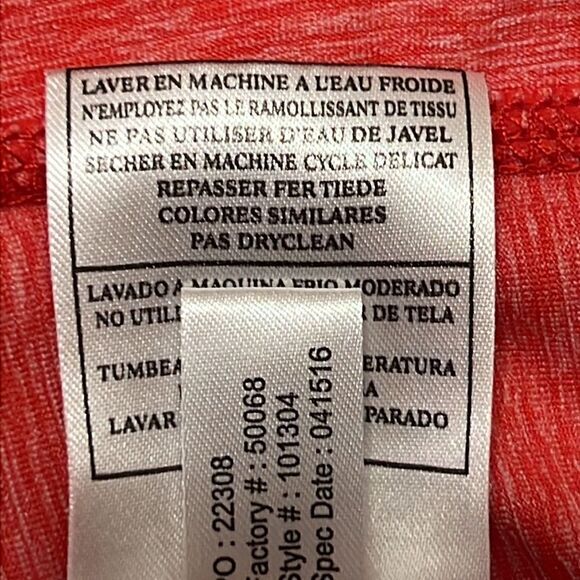 LAVER EN MACHINE A L'EAU FROIDE
N'EMPLOYEZ PAS LE RAMOLLISSANT DE TISSU
NE PAS UTILISER D'EAU DE JAVEL
SECHER EN MACHINE CYCLE DELICAT
REPASSER FER TIEDE
COLORES SIMILARES
PAS DRYCLEAN
LAVADO A MAQUINA FRIO MODERADO
NO UTIL DE TELA
TUMBEA ERATURA
A
LAVAR PARADO
PO : 22308
Factory # : 50068
Style # : 101304
Spec Date : 041516